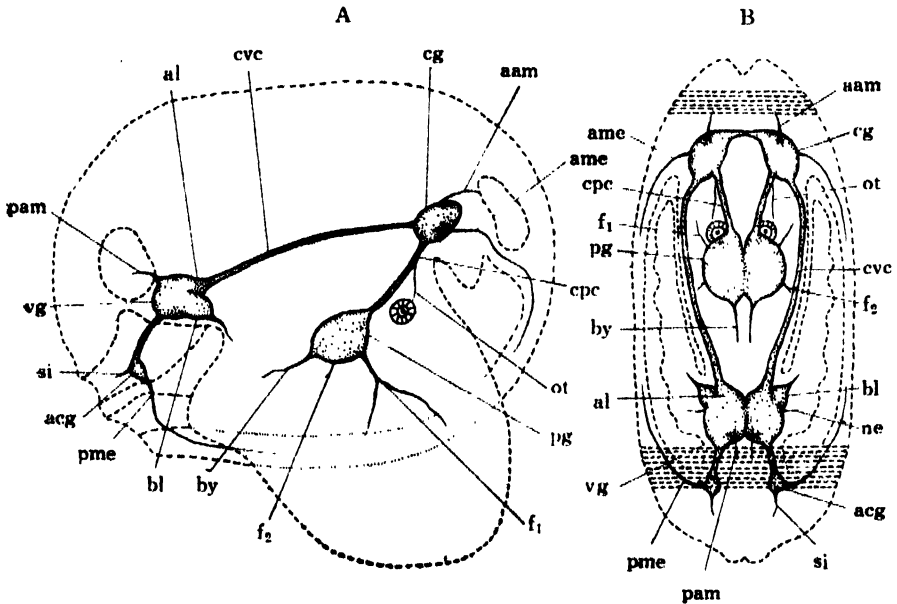 A
B
al
cvc
cg
aam
ame
pam
vg
si
acg
pme
bl
by
f₂
f₁
pg
ot
cpc
aam
ame
cg
cpc
ot
f₁
pg
cvc
f₂
by
al
bl
ne
vg
acg
pme
si
pam